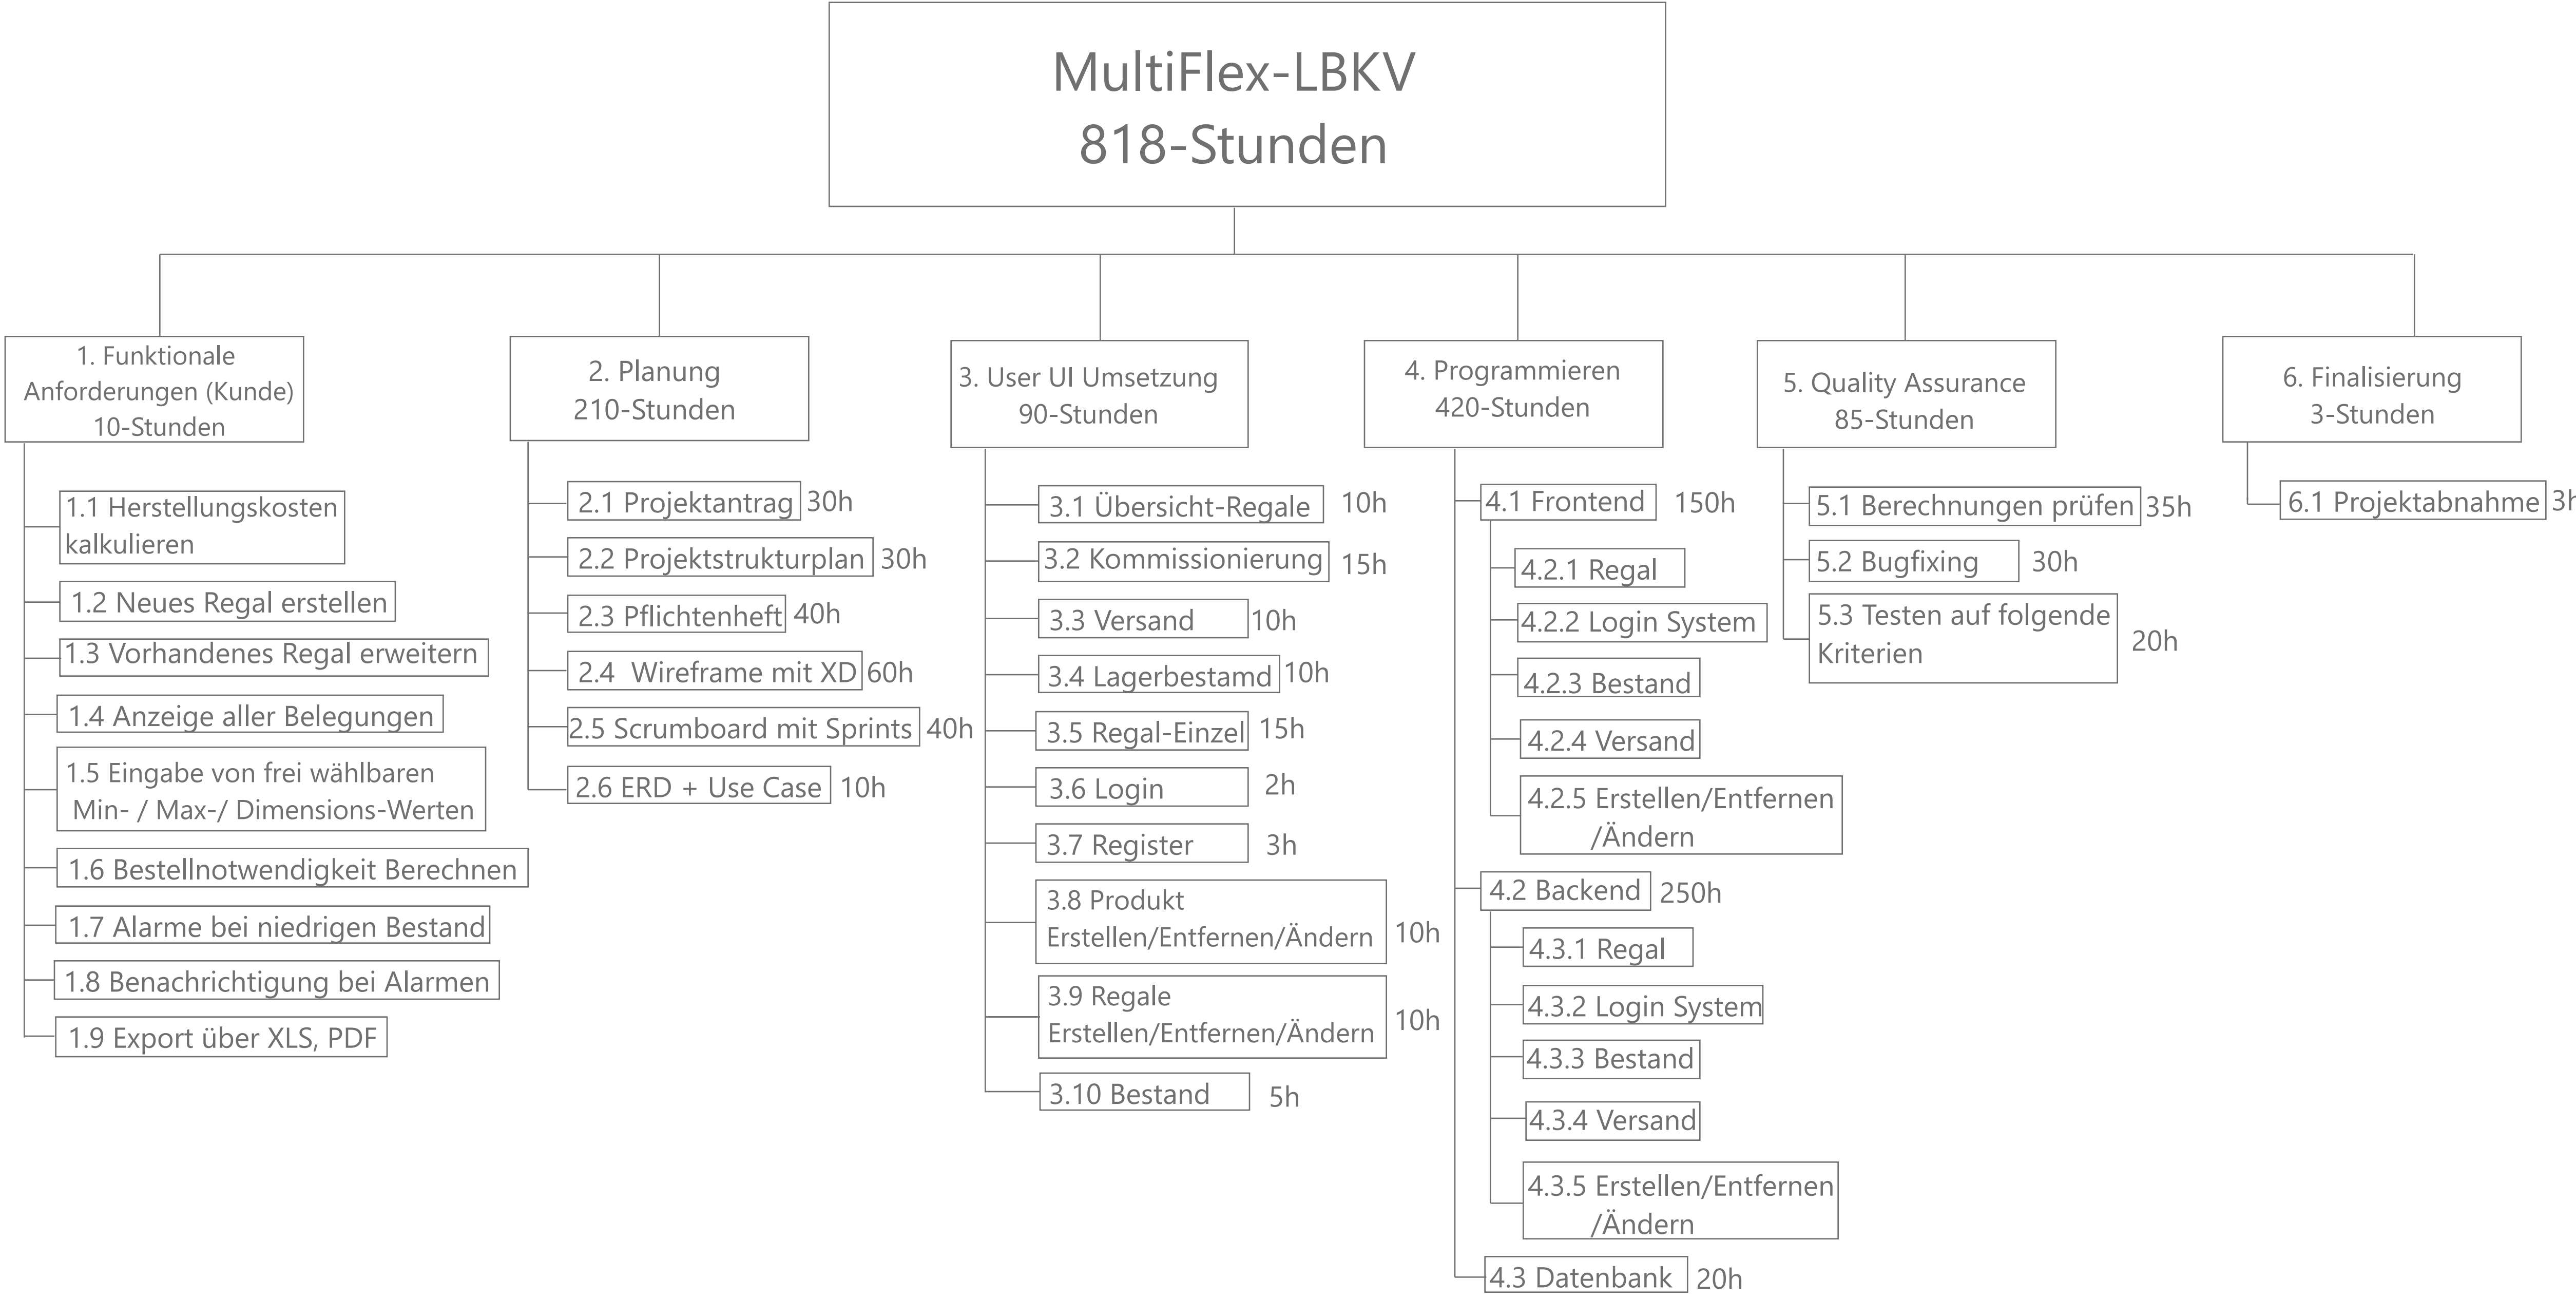 MultiFlex-LBKV
818-Stunden
1. Funktionale
Anforderungen (Kunde)
10-Stunden
1.1 Herstellungskosten
kalkulieren
1.2 Neues Regal erstellen
1.3 Vorhandenes Regal erweitern
1.4 Anzeige aller Belegungen
1.5 Eingabe von frei wählbaren
Min- / Max-/ Dimensions-Werten
1.6 Bestellnotwendigkeit Berechnen
1.7 Alarme bei niedrigen Bestand
1.8 Benachrichtigung bei Alarmen
1.9 Export über XLS, PDF
2. Planung
210-Stunden
2.1 Projektantrag 30h
2.2 Projektstrukturplan 30h
2.3 Pflichtenheft 40h
2.4 Wireframe mit XD 60h
2.5 Scrumboard mit Sprints 40h
2.6 ERD + Use Case 10h
3. User UI Umsetzung
90-Stunden
3.1 Übersicht-Regale 10h
3.2 Kommissionierung 15h
3.3 Versand 10h
3.4 Lagerbestamd 10h
3.5 Regal-Einzel 15h
3.6 Login 2h
3.7 Register 3h
3.8 Produkt
Erstellen/Entfernen/Ändern 10h
3.9 Regale
Erstellen/Entfernen/Ändern 10h
3.10 Bestand 5h
4. Programmieren
420-Stunden
4.1 Frontend 150h
4.2.1 Regal
4.2.2 Login System
4.2.3 Bestand
4.2.4 Versand
4.2.5 Erstellen/Entfernen
/Ändern
4.2 Backend 250h
4.3.1 Regal
4.3.2 Login System
4.3.3 Bestand
4.3.4 Versand
4.3.5 Erstellen/Entfernen
/Ändern
4.3 Datenbank 20h
5. Quality Assurance
85-Stunden
5.1 Berechnungen prüfen 35h
5.2 Bugfixing 30h
5.3 Testen auf folgende
Kriterien 20h
6. Finalisierung
3-Stunden
6.1 Projektabnahme 3h